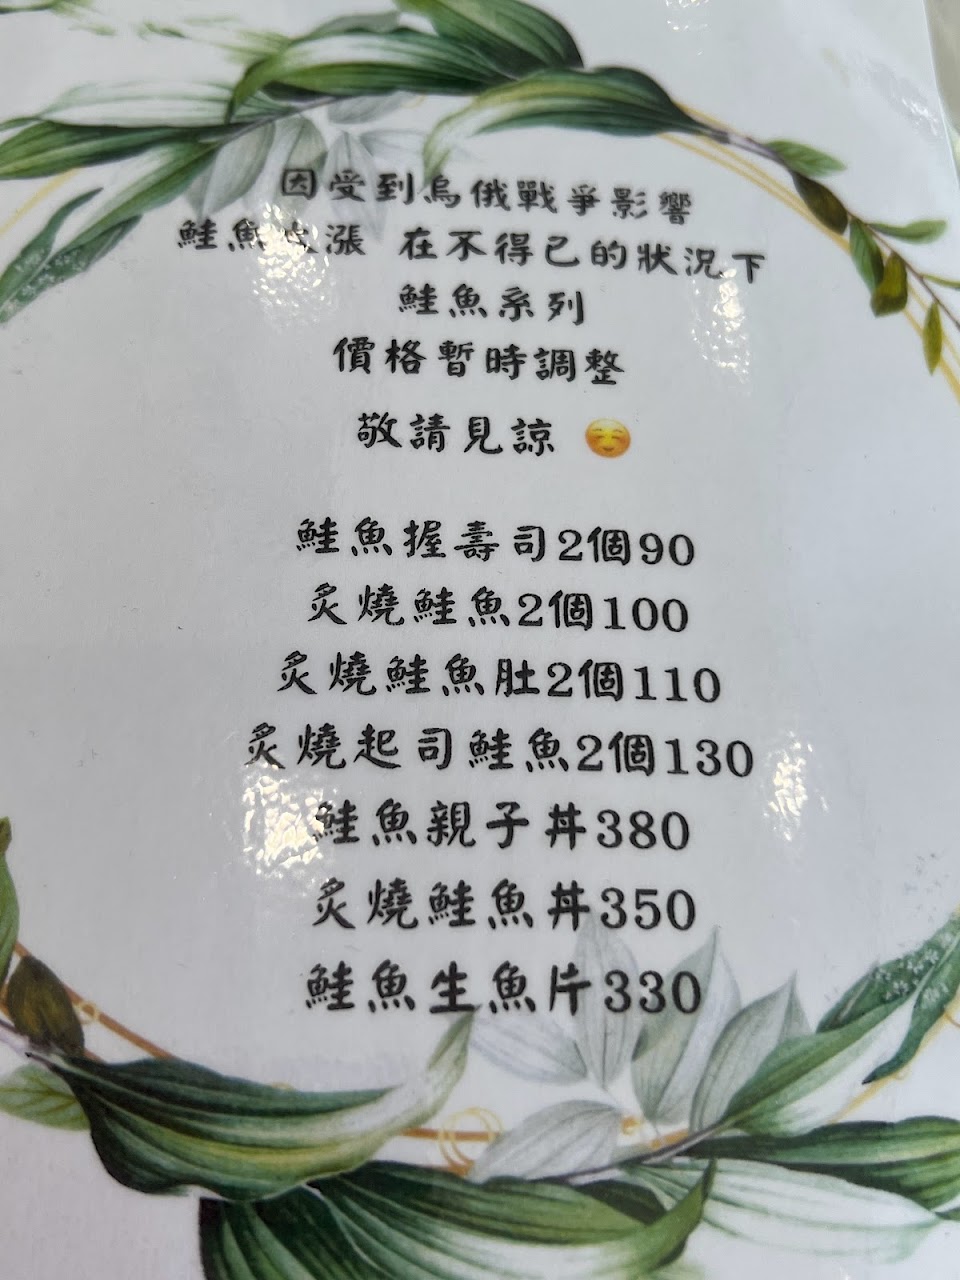 因受到烏俄戰爭影響
鮭魚 漲 在不得已的狀況下
鮭魚系列
價格暫時調整
敬請見諒 ☺️
鮭魚握壽司2個90
炙燒鮭魚2個100
炙燒鮭魚肚2個110
炙燒起司鮭魚2個130
鮭魚親子丼380
炙燒鮭魚丼350
鮭魚生魚片330